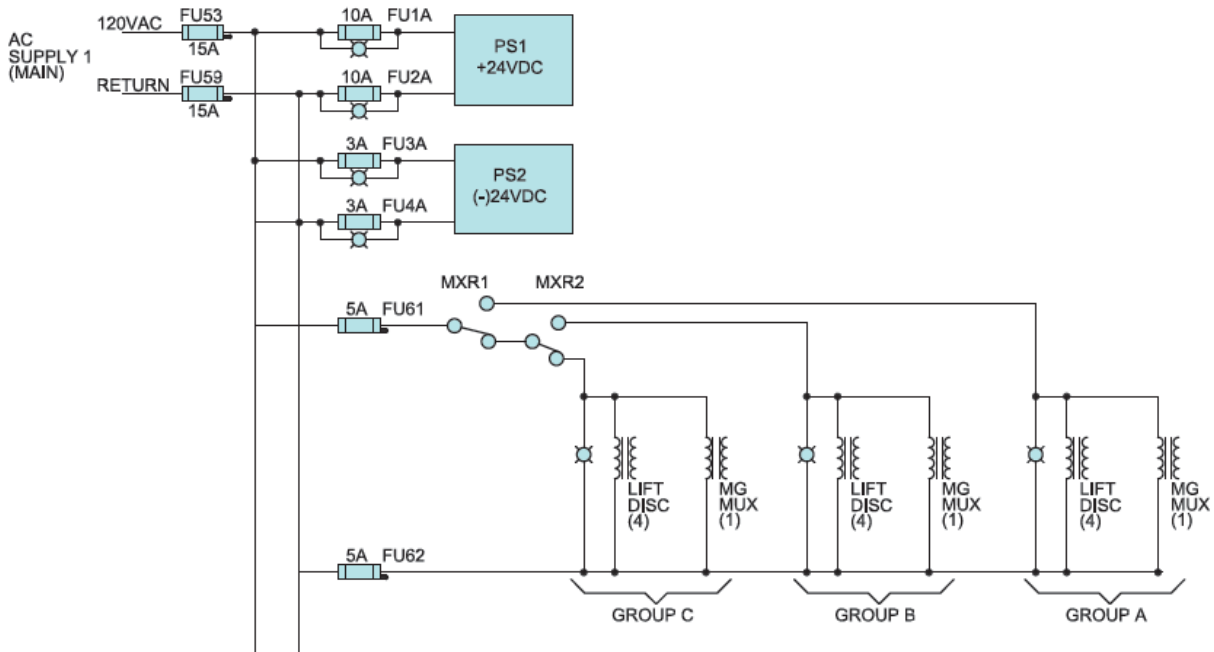 AC
SUPPLY 1
(MAIN)
120VAC
FU53
15A
RETURN
FU59
15A
10A FU1A
10A FU2A
PS1
+24VDC
3A FU3A
3A FU4A
PS2
(-)24VDC
MXR1
MXR2
5A FU61
LIFT
DISC
(4)
MG
MUX
(1)
LIFT
DISC
(4)
MG
MUX
(1)
LIFT
DISC
(4)
MG
MUX
(1)
5A FU62
GROUP C
GROUP B
GROUP A